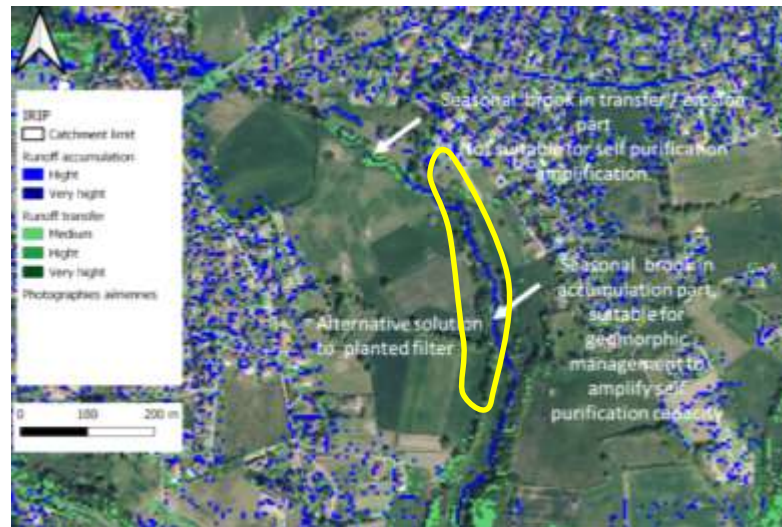 IRIP
Catchment limit
Runoff accumulation
Hight
Very hight
Runoff transfer
Medium
Hight
Very hight
Photographies aériennes
0 100 200 m
Seasonal brook in transfer / erosion
part
Not suitable for self purification
amplification.
Seasonal brook in
accumulation part,
suitable for
geomorphic
management to
amplify self
purification capacity
Alternative solution
to planted filter